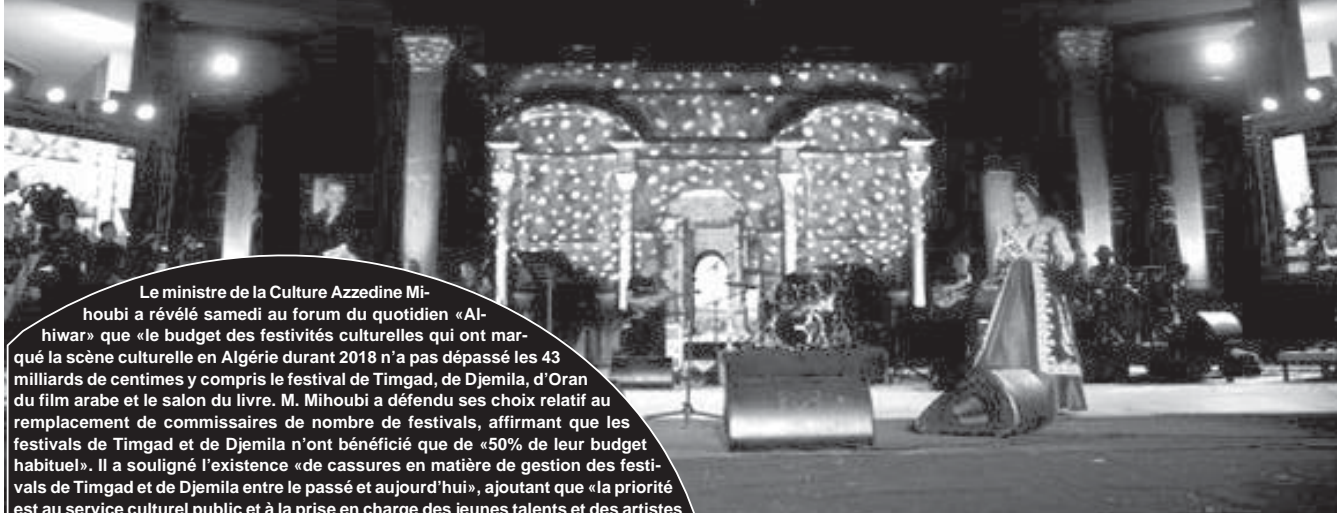 Le ministre de la Culture Azzedine Mi-
houbi a révélé samedi au forum du quotidien «Al-
hiwar» que «le budget des festivités culturelles qui ont mar-
qué la scène culturelle en Algérie durant 2018 n’a pas dépassé les 43
milliards de centimes y compris le festival de Timgad, de Djemila, d’Oran
du film arabe et le salon du livre. M. Mihoubi a défendu ses choix relatif au
remplacement de commissaires de nombre de festivals, affirmant que les
festivals de Timgad et de Djemila n’ont bénéficié que de «50% de leur budget
habituel». Il a souligné l’existence «de cassures en matière de gestion des festi-
vals de Timgad et de Djemila entre le passé et aujourd’hui», ajoutant que «la priorité
est au service culturel public et à la prise en charge des jeunes talents et des artistes